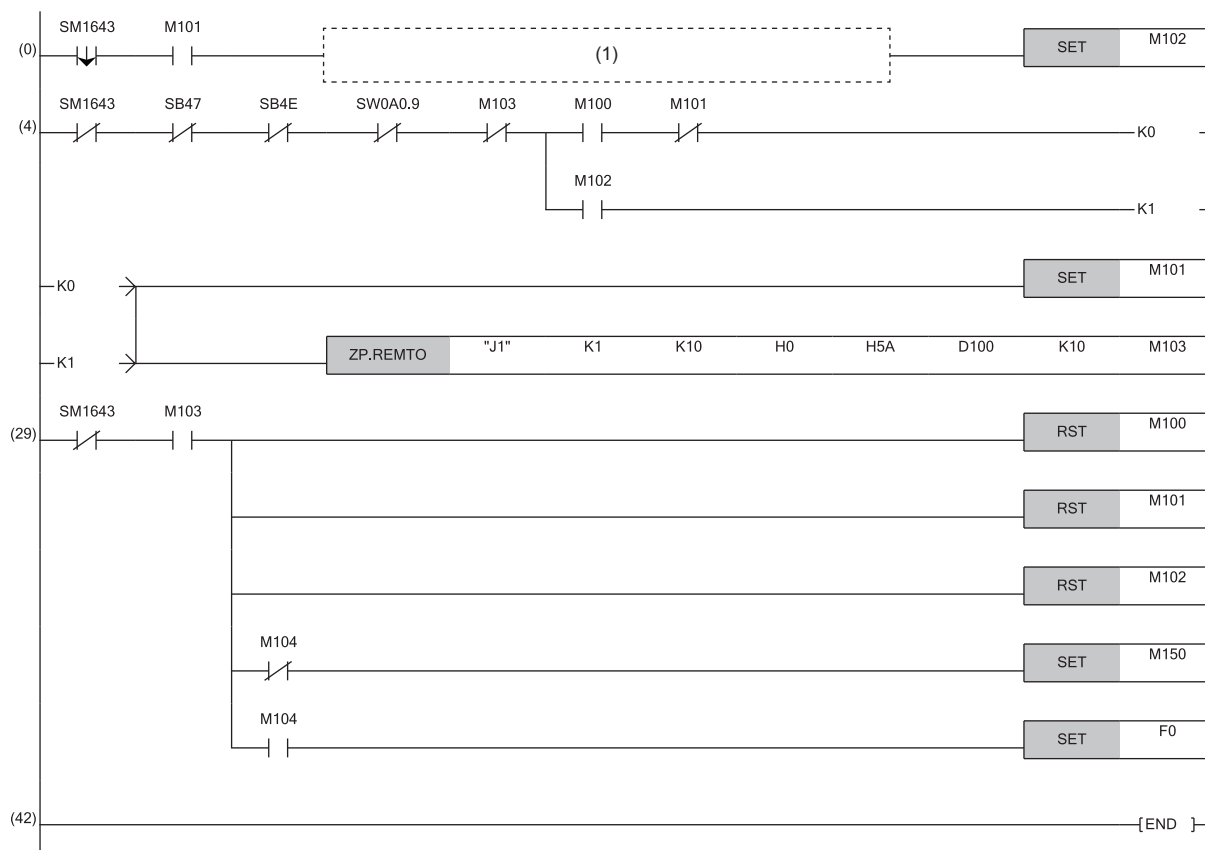 SM1643 M101
(0) (1) SET M102
SM1643 SB47 SB4E SW0A0.9 M103 M100 M101
(4) K0
M102
K1
K0 SET M101
K1 ZP.REMTO "J1" K1 K10 H0 H5A D100 K10 M103
SM1643 M103
(29) RST M100
RST M101
RST M102
M104
SET M150
M104
SET F0
(42) [END ]